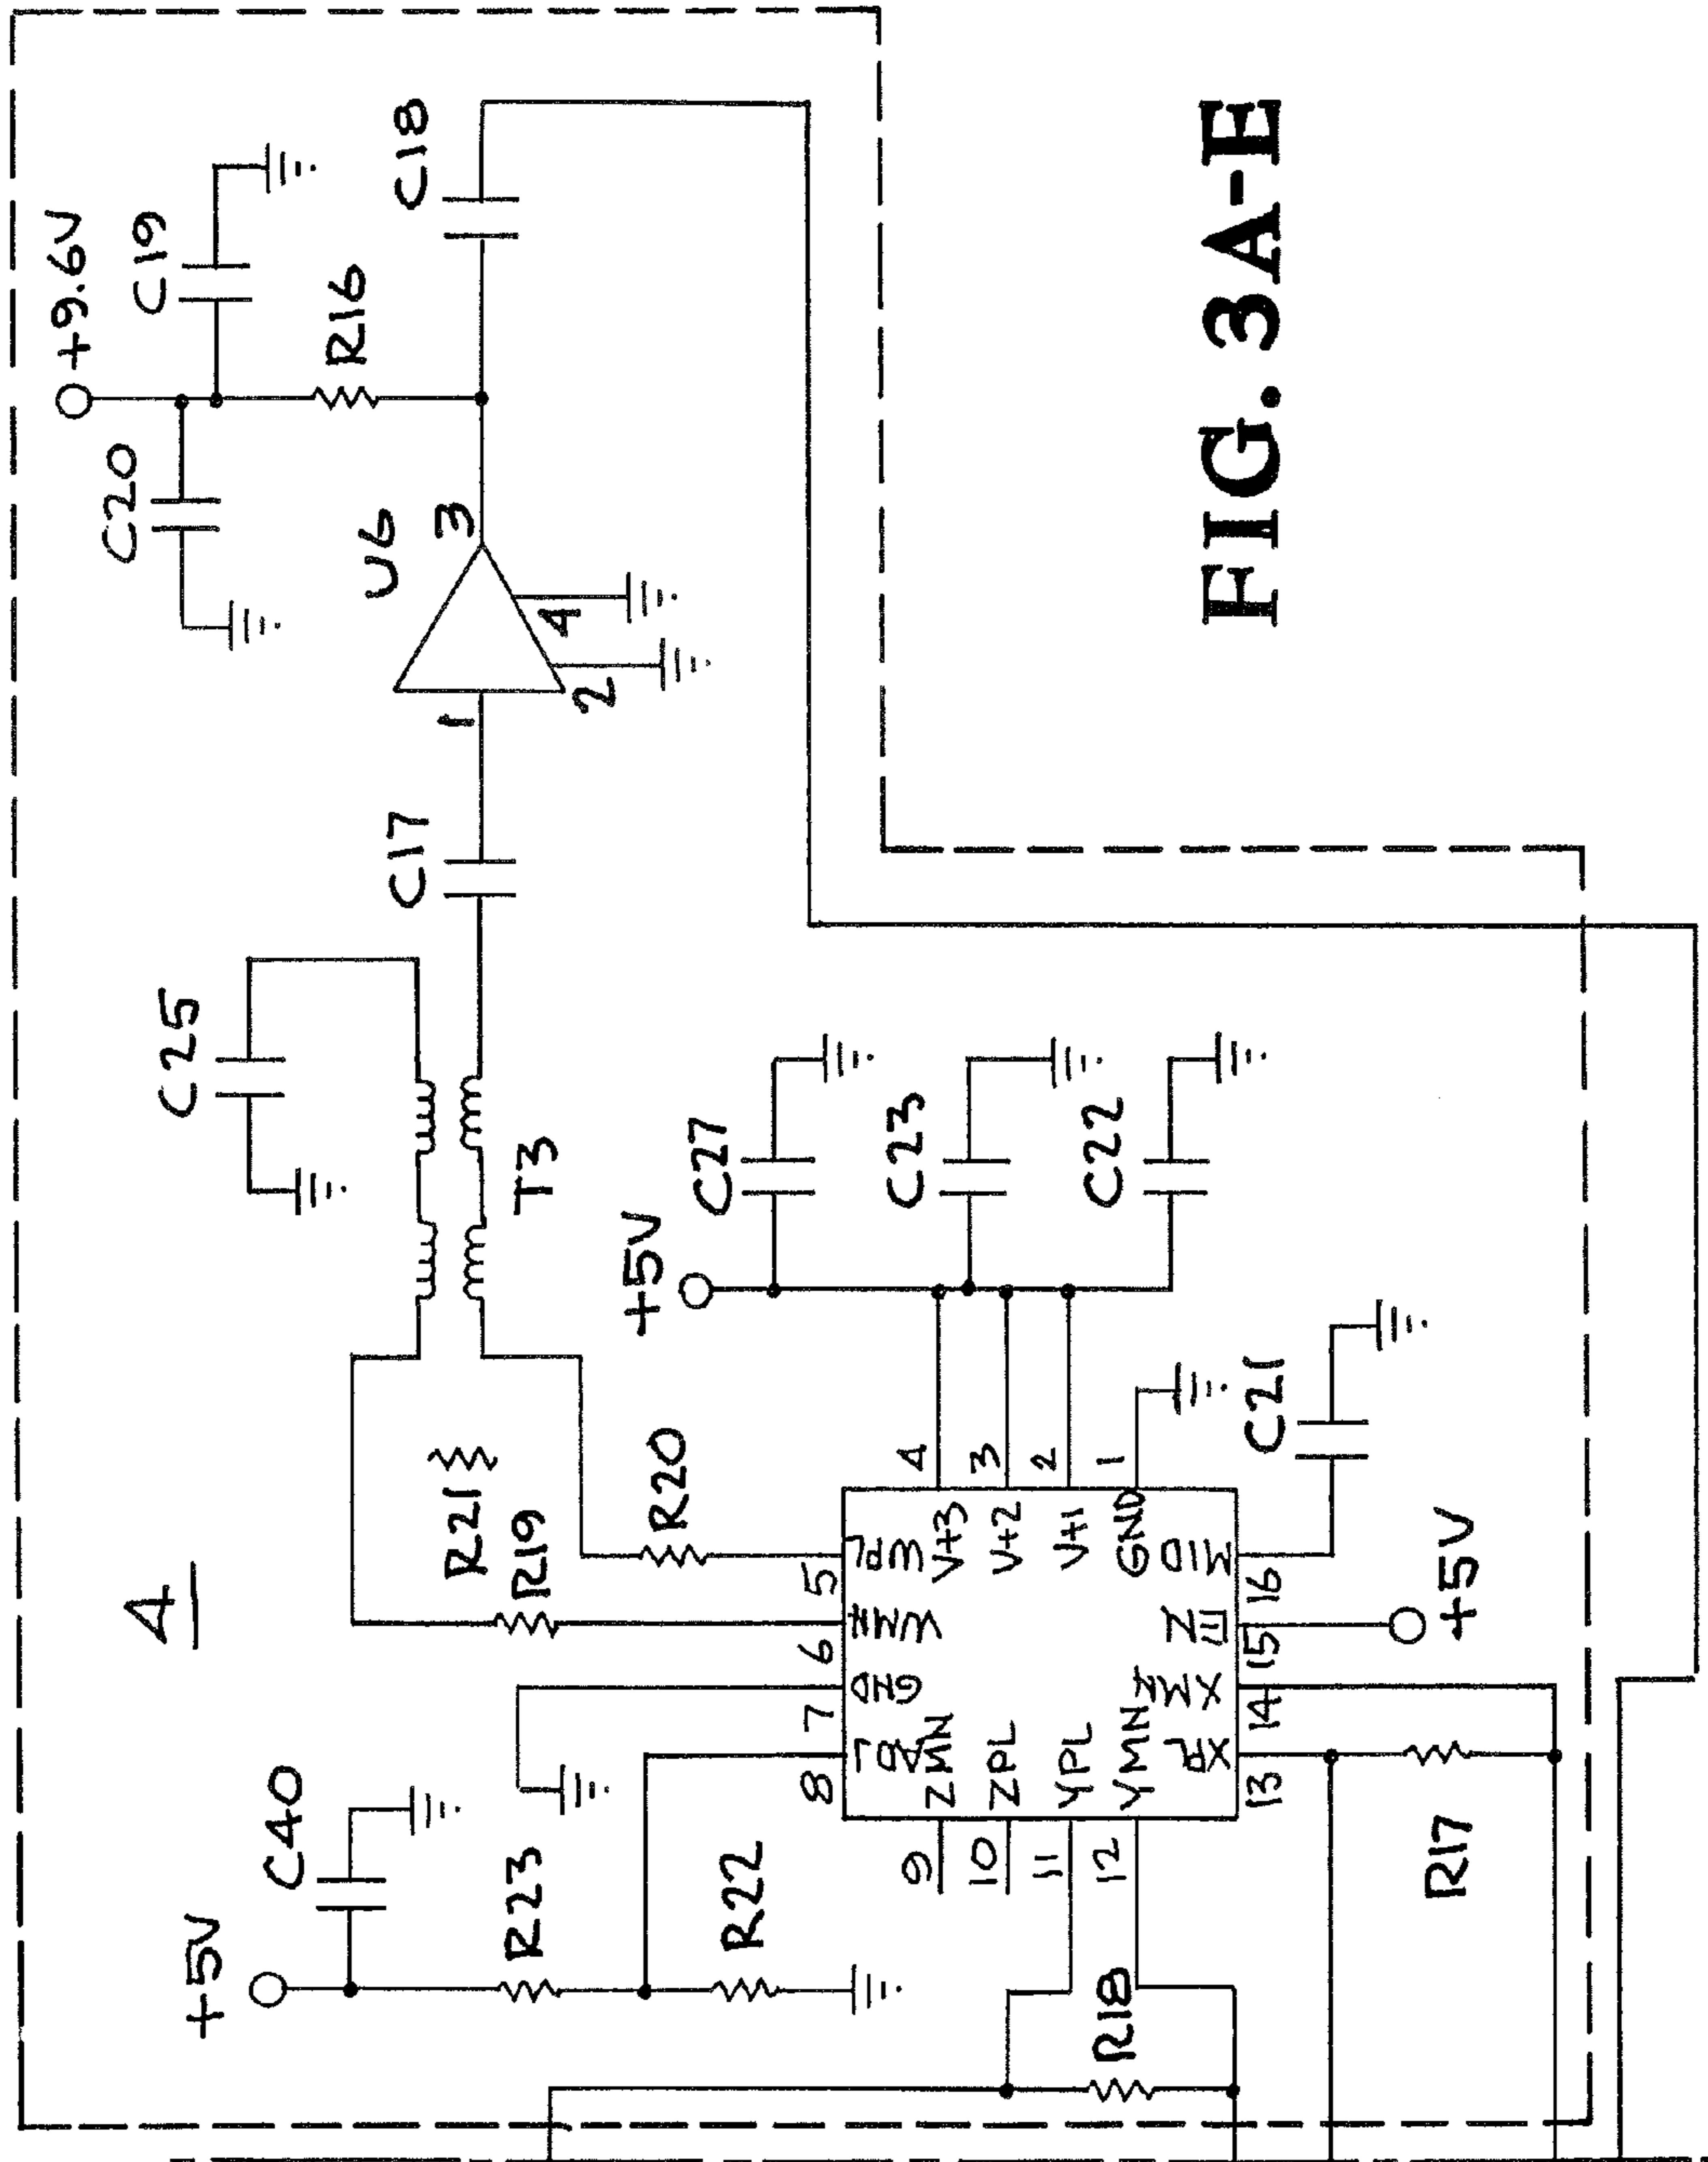 +9.6V
C20
C19
R16
C18
U6
3
4
2
1
C17
C25
T3
4
R21
R19
R20
+5V
C27
C23
C22
+5V
C40
R23
R22
8
7
6
5
ADJ
GND
WMN
WPL
ZMN
ZPL
YPL
YMN
V+3
V+2
V+1
GND
XPL
XMN
EN
MID
9
10
11
12
4
3
2
1
13
14
15
16
C21
+5V
R18
R17
FIG. 3A-E